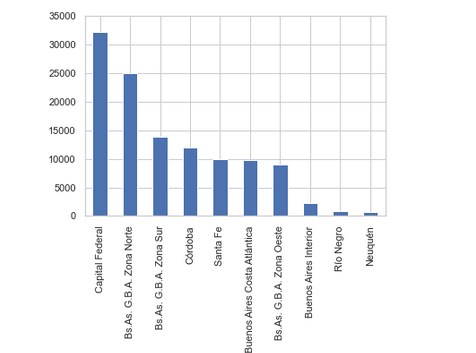 35000
30000
25000
20000
15000
10000
5000
0
Capital Federal
Bs.As. G.B.A. Zona Norte
Bs.As. G.B.A. Zona Sur
Córdoba
Santa Fe
Buenos Aires Costa Atlántica
Bs.As. G.B.A. Zona Oeste
Buenos Aires Interior
Río Negro
Neuquén